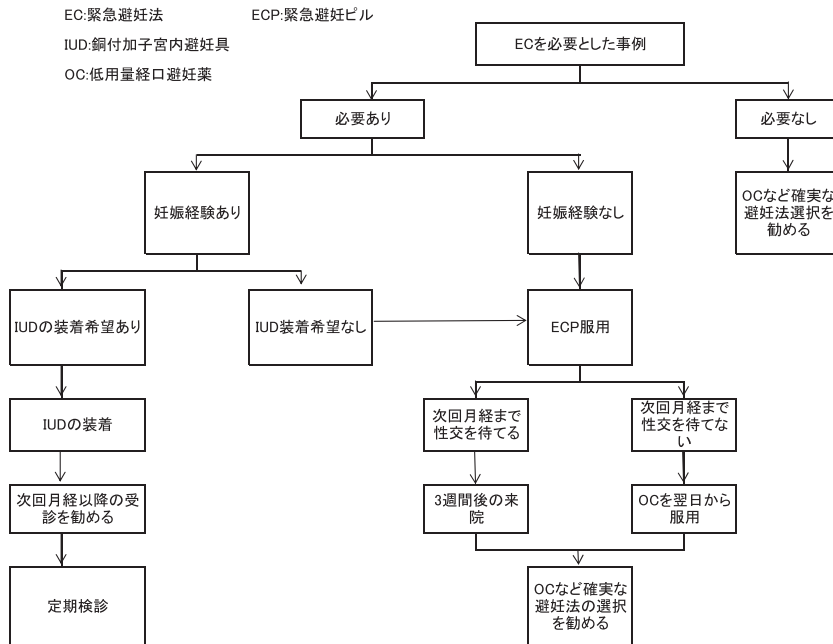 EC:緊急避妊法 ECP:緊急避妊ピル
IUD:銅付加子宮内避妊具
OC:低用量経口避妊薬
ECを必要とした事例
必要あり
必要なし
妊娠経験あり
妊娠経験なし
OCなど確実な
避妊法選択を
勧める
IUDの装着希望あり
IUD装着希望なし
ECP服用
IUDの装着
次回月経まで
性交を待てる
次回月経まで
性交を待てな
い
次回月経以降の受
診を勧める
3週間後の来
院
OCを翌日から
服用
定期検診
OCなど確実な
避妊法の選択
を勧める